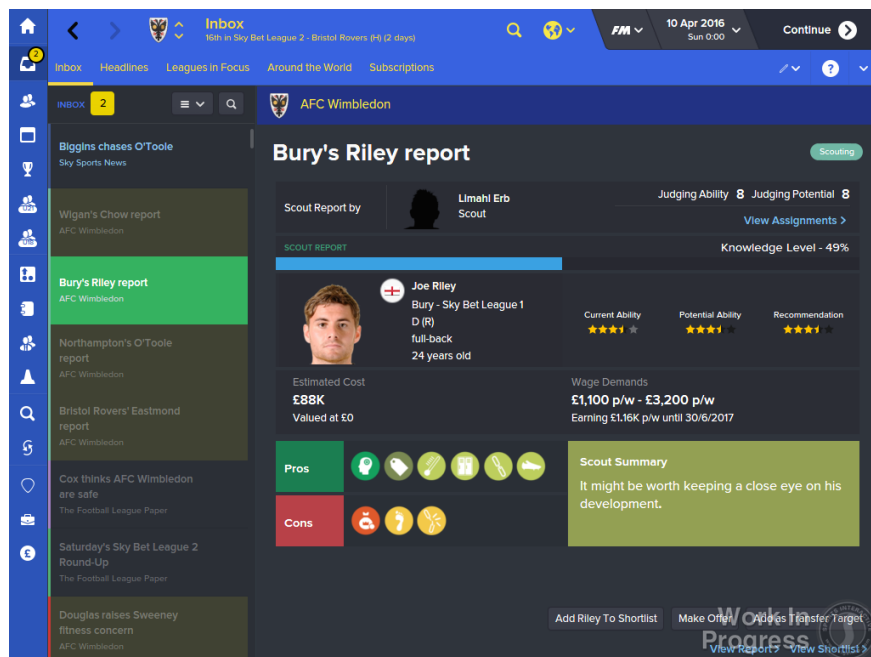 Inbox
16th in Sky Bet League 2 - Bristol Rovers (H) (2 days)
FM
10 Apr 2016
Sun 0:00
Continue
2
Inbox Headlines Leagues in Focus Around the World Subscriptions
?
INBOX 2
AFC Wimbledon
Biggins chases O'Toole
Sky Sports News
Wigan's Chow report
AFC Wimbledon
Bury's Riley report
AFC Wimbledon
Northampton's O'Toole
report
AFC Wimbledon
Bristol Rovers' Eastmond
report
AFC Wimbledon
Cox thinks AFC Wimbledon
are safe
The Football League Paper
Saturday's Sky Bet League 2
Round-Up
The Football League Paper
Douglas raises Sweeney
fitness concern
AFC Wimbledon
U21
U18
£
Bury's Riley report
Scouting
Scout Report by
Limahl Erb
Scout
Judging Ability 8 Judging Potential 8
View Assignments >
SCOUT REPORT
Knowledge Level - 49%
Joe Riley
Bury - Sky Bet League 1
D (R)
full-back
24 years old
Current Ability
Potential Ability
Recommendation
Estimated Cost
£88K
Valued at £0
Wage Demands
£1,100 p/w - £3,200 p/w
Earning £1.16K p/w until 30/6/2017
Pros
Cons
Scout Summary
It might be worth keeping a close eye on his
development.
Add Riley To Shortlist
Make Offer
Add as Transfer Target
Work In
Progress
View Report > View Shortlist >